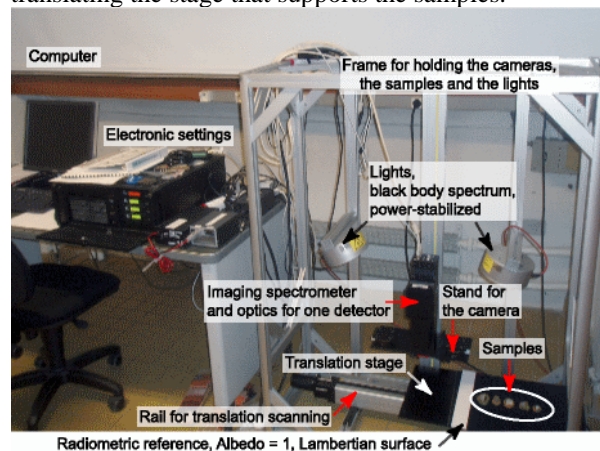 translating the stage that supports the samples.
Computer
Frame for holding the cameras,
the samples and the lights
Electronic settings
Lights,
black body spectrum,
power-stabilized
Imaging spectrometer
and optics for one detector
Stand for
the camera
Translation stage
Samples
Rail for translation scanning
Radiometric reference, Albedo = 1, Lambertian surface